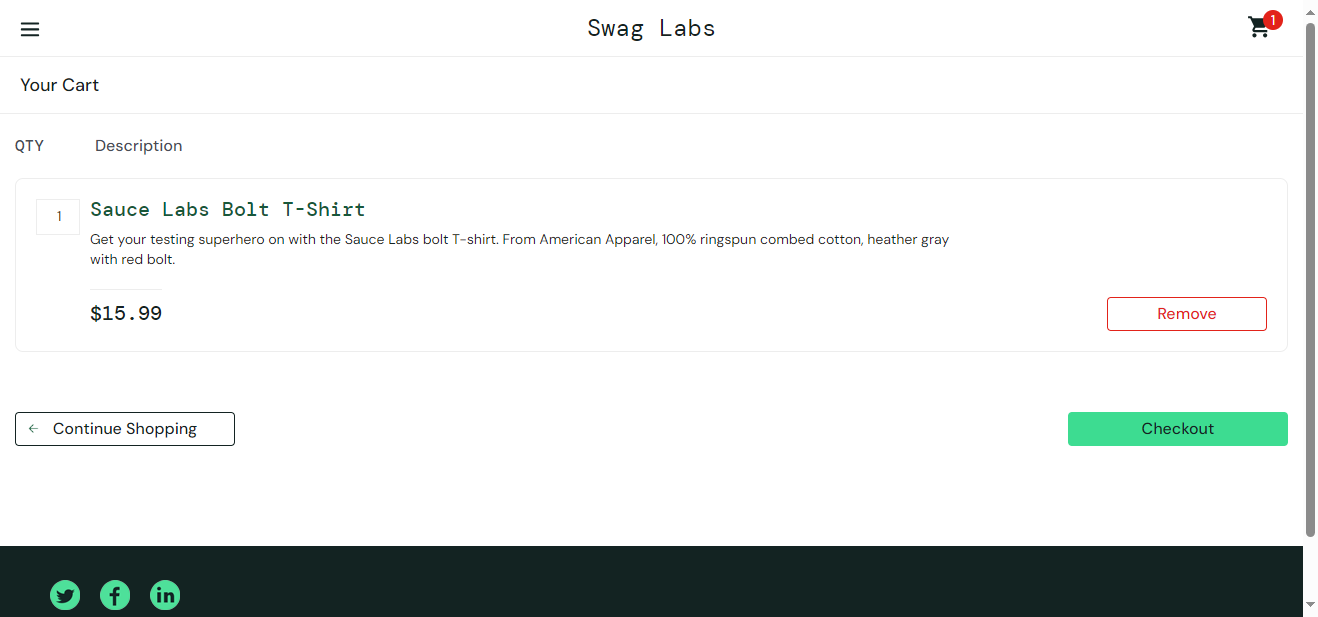 Swag Labs
1
Your Cart
QTY Description
1
Sauce Labs Bolt T-Shirt
Get your testing superhero on with the Sauce Labs bolt T-shirt. From American Apparel, 100% ringspun combed cotton, heather gray
with red bolt.
$15.99
Remove
Continue Shopping
Checkout